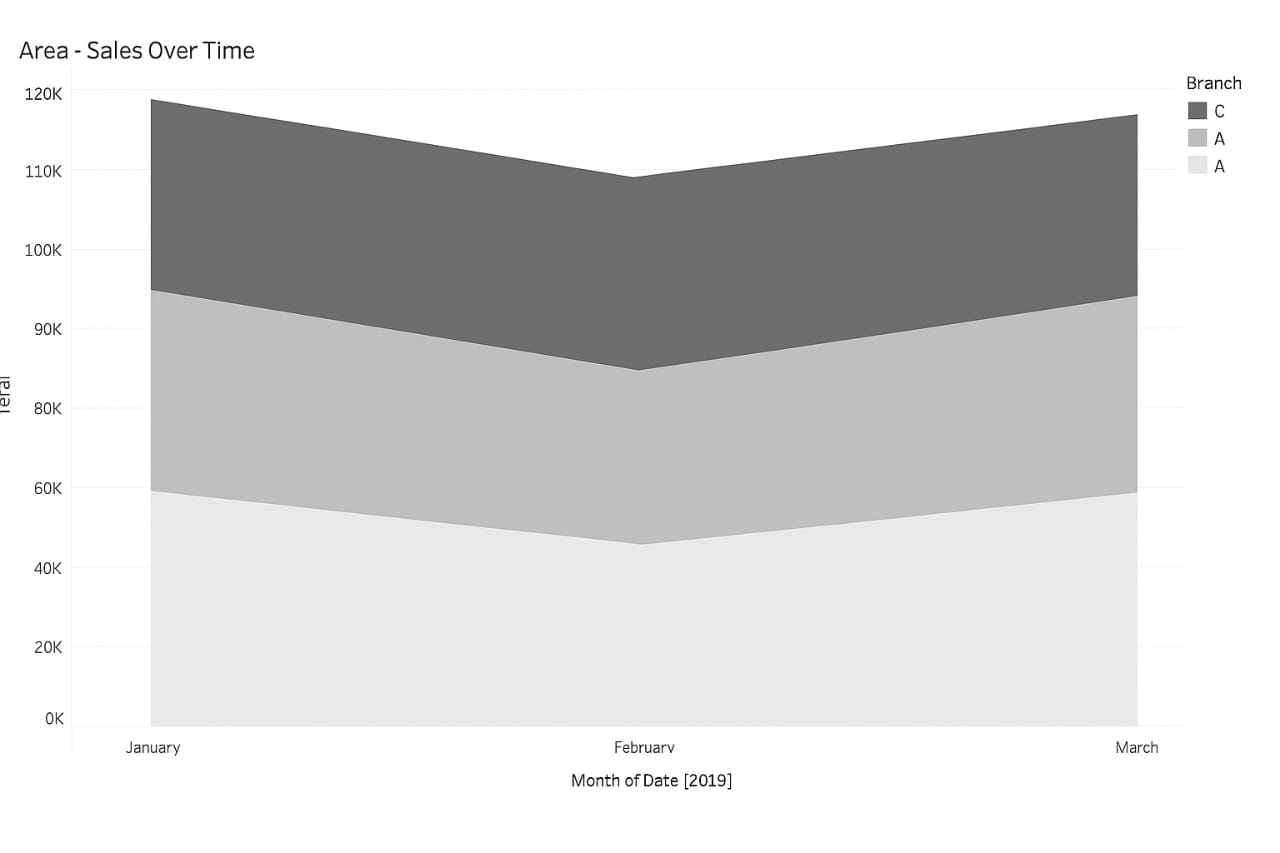 Area - Sales Over Time
Branch
C
A
A
120K
110K
100K
90K
80K
60K
40K
20K
0K
January
Februarv
March
Month of Date [2019]